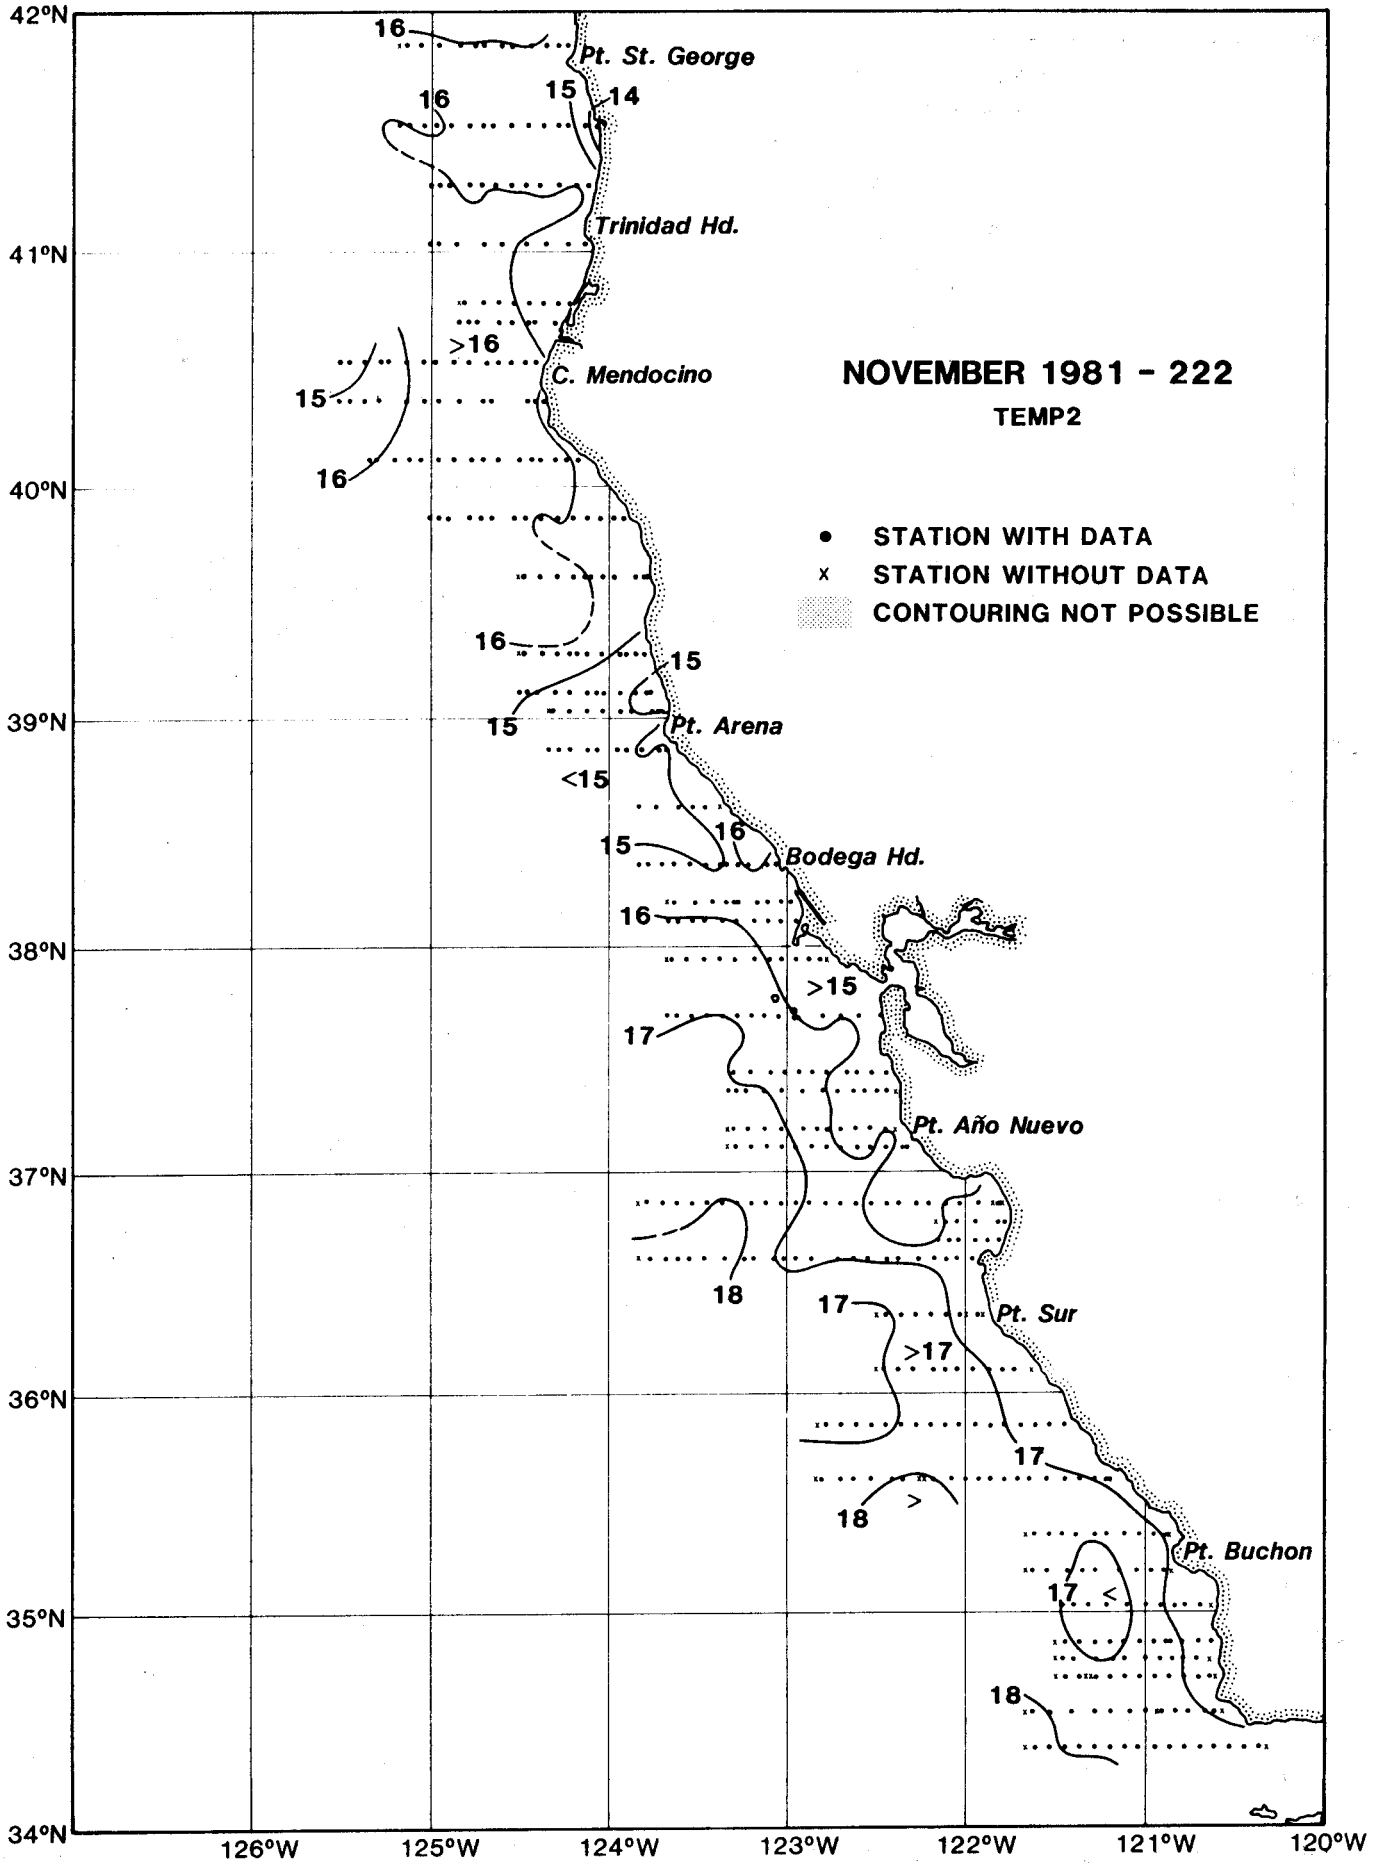 42°N
16
Pt. St. George
16
15
14
Trinidad Hd.
41°N
>16
C. Mendocino
NOVEMBER 1981 - 222
TEMP2
15
16
40°N
• STATION WITH DATA
x STATION WITHOUT DATA
CONTOURING NOT POSSIBLE
16
15
15
39°N
Pt. Arena
<15
16
15
Bodega Hd.
16
38°N
>15
17
Pt. Año Nuevo
37°N
18
17
Pt. Sur
>17
36°N
17
18
>
Pt. Buchon
17 <
35°N
18
34°N
126°W 125°W 124°W 123°W 122°W 121°W 120°W